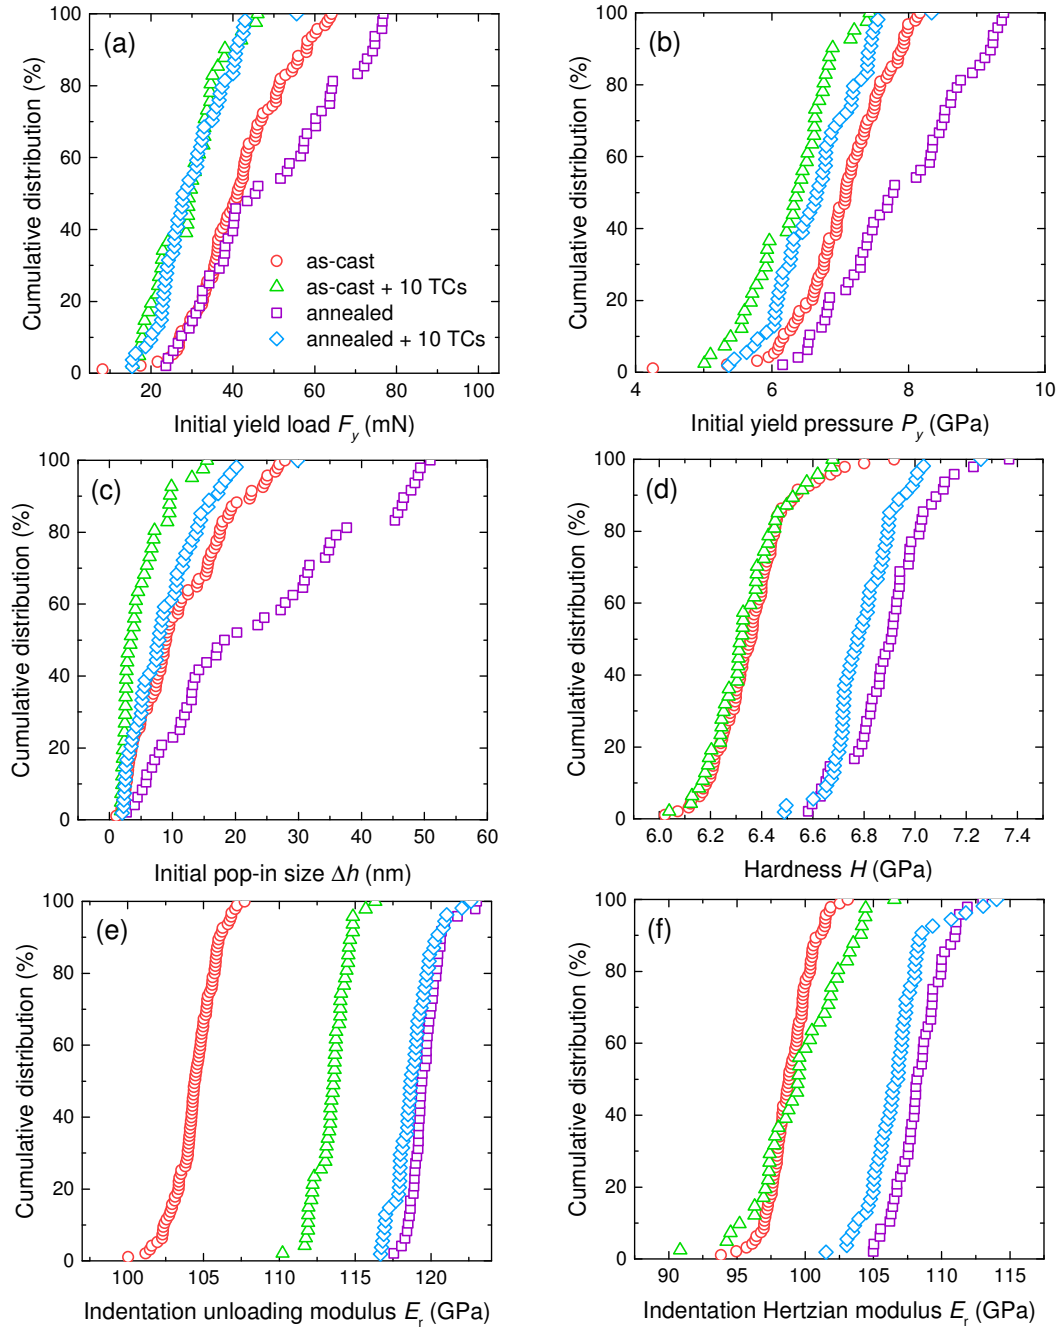 (a)
100
80
60
40
20
0
Cumulative distribution (%)
as-cast
as-cast + 10 TCs
annealed
annealed + 10 TCs
20 40 60 80 100
Initial yield load Fy (mN)
(b)
100
80
60
40
20
0
Cumulative distribution (%)
4 6 8 10
Initial yield pressure Py (GPa)
(c)
100
80
60
40
20
0
Cumulative distribution (%)
0 10 20 30 40 50 60
Initial pop-in size Δh (nm)
(d)
100
80
60
40
20
0
Cumulative distribution (%)
6.0 6.2 6.4 6.6 6.8 7.0 7.2 7.4
Hardness H (GPa)
(e)
100
80
60
40
20
0
Cumulative distribution (%)
100 105 110 115 120
Indentation unloading modulus Er (GPa)
(f)
100
80
60
40
20
0
Cumulative distribution (%)
90 95 100 105 110 115
Indentation Hertzian modulus Er (GPa)